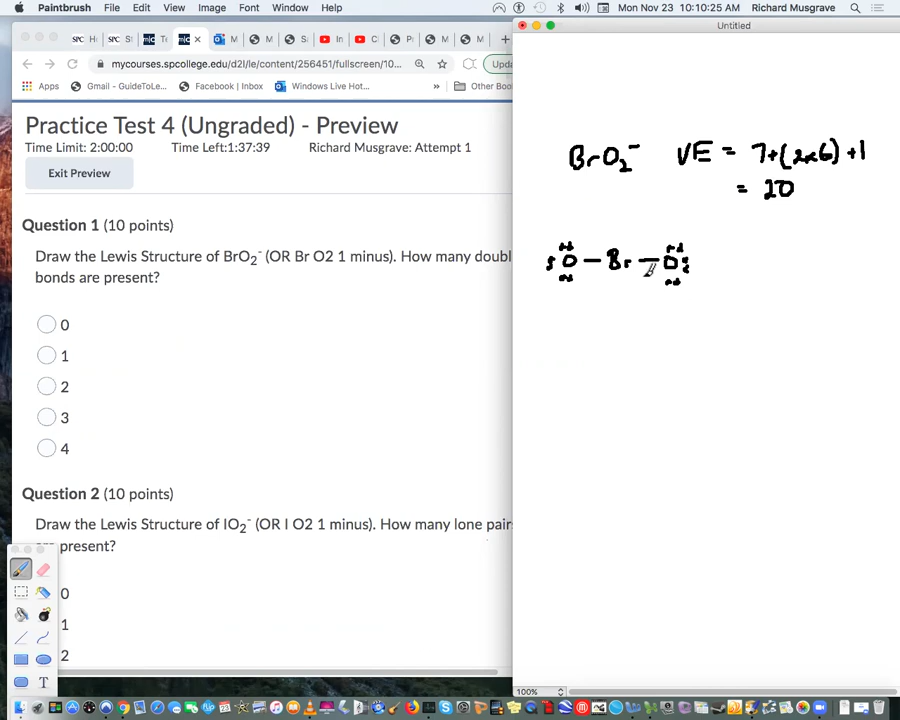 Paintbrush File Edit View Image Font Window Help Mon Nov 23 10:10:25 AM Richard Musgrave
Untitled
mycourses.spcollege.edu/d2l/le/content/256451/fullscreen/10...
Apps Gmail - GuideToLe... Facebook | Inbox Windows Live Hot... » Other Boo
Practice Test 4 (Ungraded) - Preview
Time Limit: 2:00:00 Time Left:1:37:39 Richard Musgrave: Attempt 1
Exit Preview
Question 1 (10 points)
Draw the Lewis Structure of BrO₂⁻ (OR Br O2 1 minus). How many doubl
bonds are present?
0
1
2
3
4
Question 2 (10 points)
Draw the Lewis Structure of IO₂⁻ (OR I O2 1 minus). How many lone pairs
are present?
0
1
2
BrO₂⁻ VE = 7+(2x6)+1
= 20
O – Br – O
100%